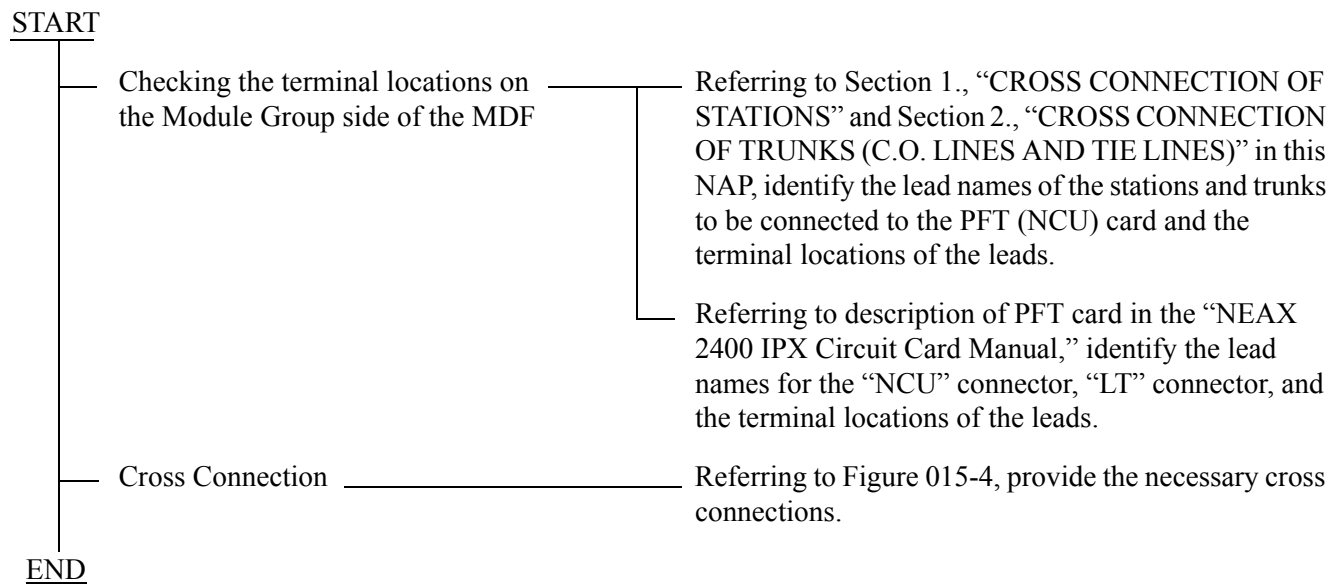 START
Checking the terminal locations on
the Module Group side of the MDF
Referring to Section 1., “CROSS CONNECTION OF
STATIONS” and Section 2., “CROSS CONNECTION
OF TRUNKS (C.O. LINES AND TIE LINES)” in this
NAP, identify the lead names of the stations and trunks
to be connected to the PFT (NCU) card and the
terminal locations of the leads.
Referring to description of PFT card in the “NEAX
2400 IPX Circuit Card Manual,” identify the lead
names for the “NCU” connector, “LT” connector, and
the terminal locations of the leads.
Cross Connection
Referring to Figure 015-4, provide the necessary cross
connections.
END